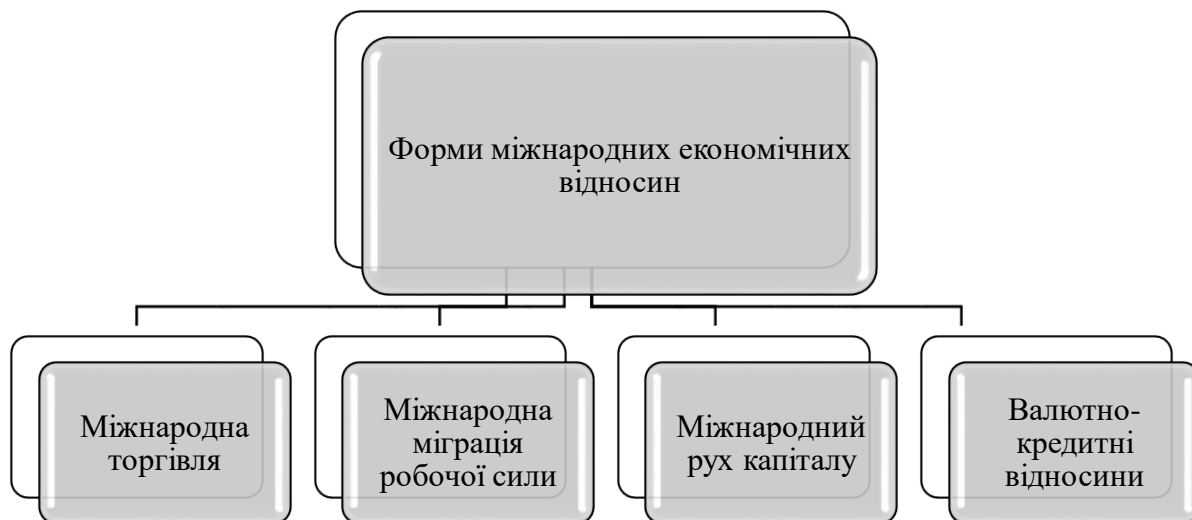 Форми міжнародних економічних
відносин
Міжнародна
торгівля
Міжнародна
міграція
робочої сили
Міжнародний
рух капіталу
Валютно-
кредитні
відносини